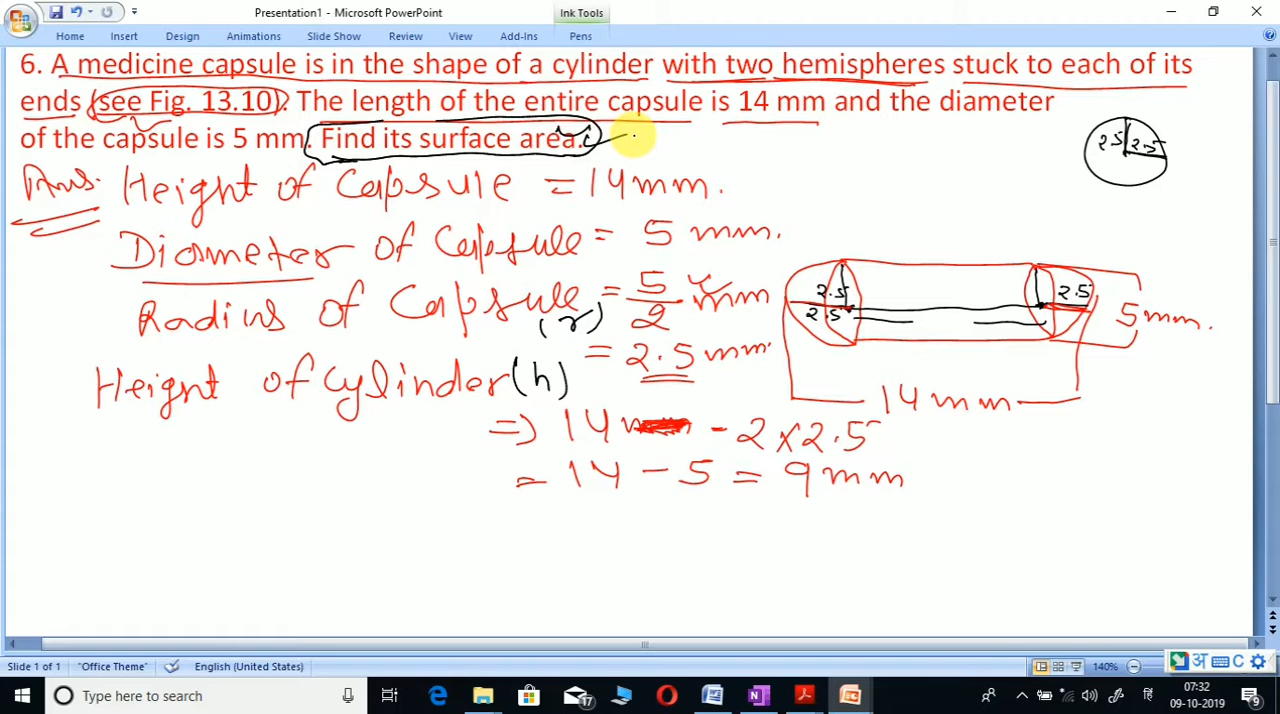 Presentation1 - Microsoft PowerPoint
Ink Tools
Home Insert Design Animations Slide Show Review View Add-Ins Pens
6. A medicine capsule is in the shape of a cylinder with two hemispheres stuck to each of its
ends (see Fig. 13.10). The length of the entire capsule is 14 mm and the diameter
of the capsule is 5 mm. Find its surface area.
2.5 2.5
Ans. Height of Capsule = 14 mm.
Diameter of Capsule = 5 mm.
Radius of Capsule = 5/2 mm
(r)
= 2.5 mm.
2.5 2.5
2.5
5 mm.
14 mm
Height of cylinder (h)
=> 14 - 2 × 2.5
= 14 - 5 = 9 mm
Slide 1 of 1 "Office Theme" English (United States) 140%
अ C
Type here to search
17
हिं
07:32
09-10-2019
9